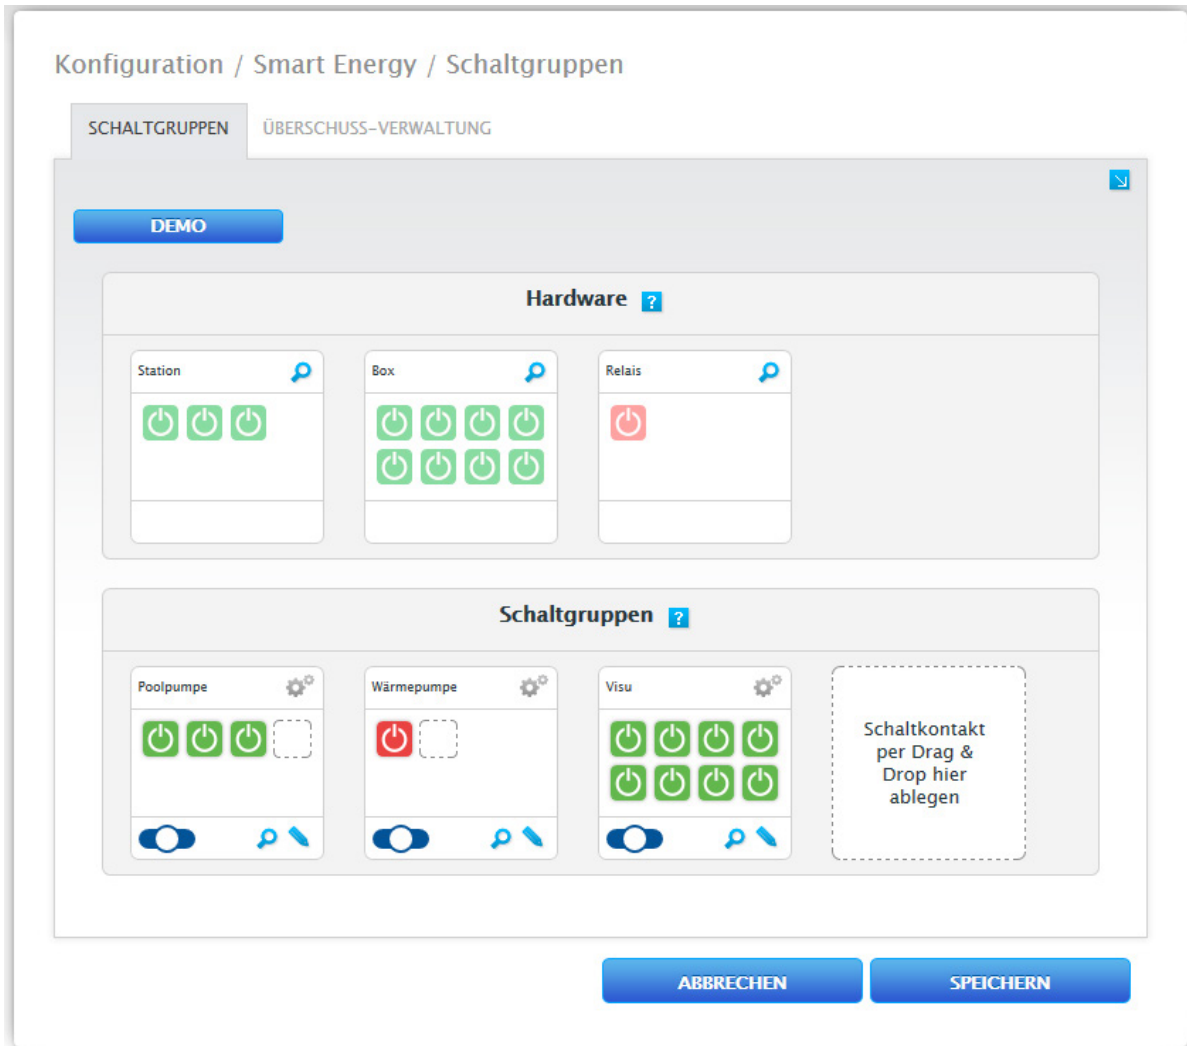 Konfiguration / Smart Energy / Schaltgruppen
SCHALTGRUPPEN ÜBERSCHUSS-VERWALTUNG
DEMO
Hardware ?
Station Box Relais
Schaltgruppen ?
Poolpumpe Wärmepumpe Visu
Schaltkontakt
per Drag &
Drop hier
ablegen
ABBRECHEN SPEICHERN